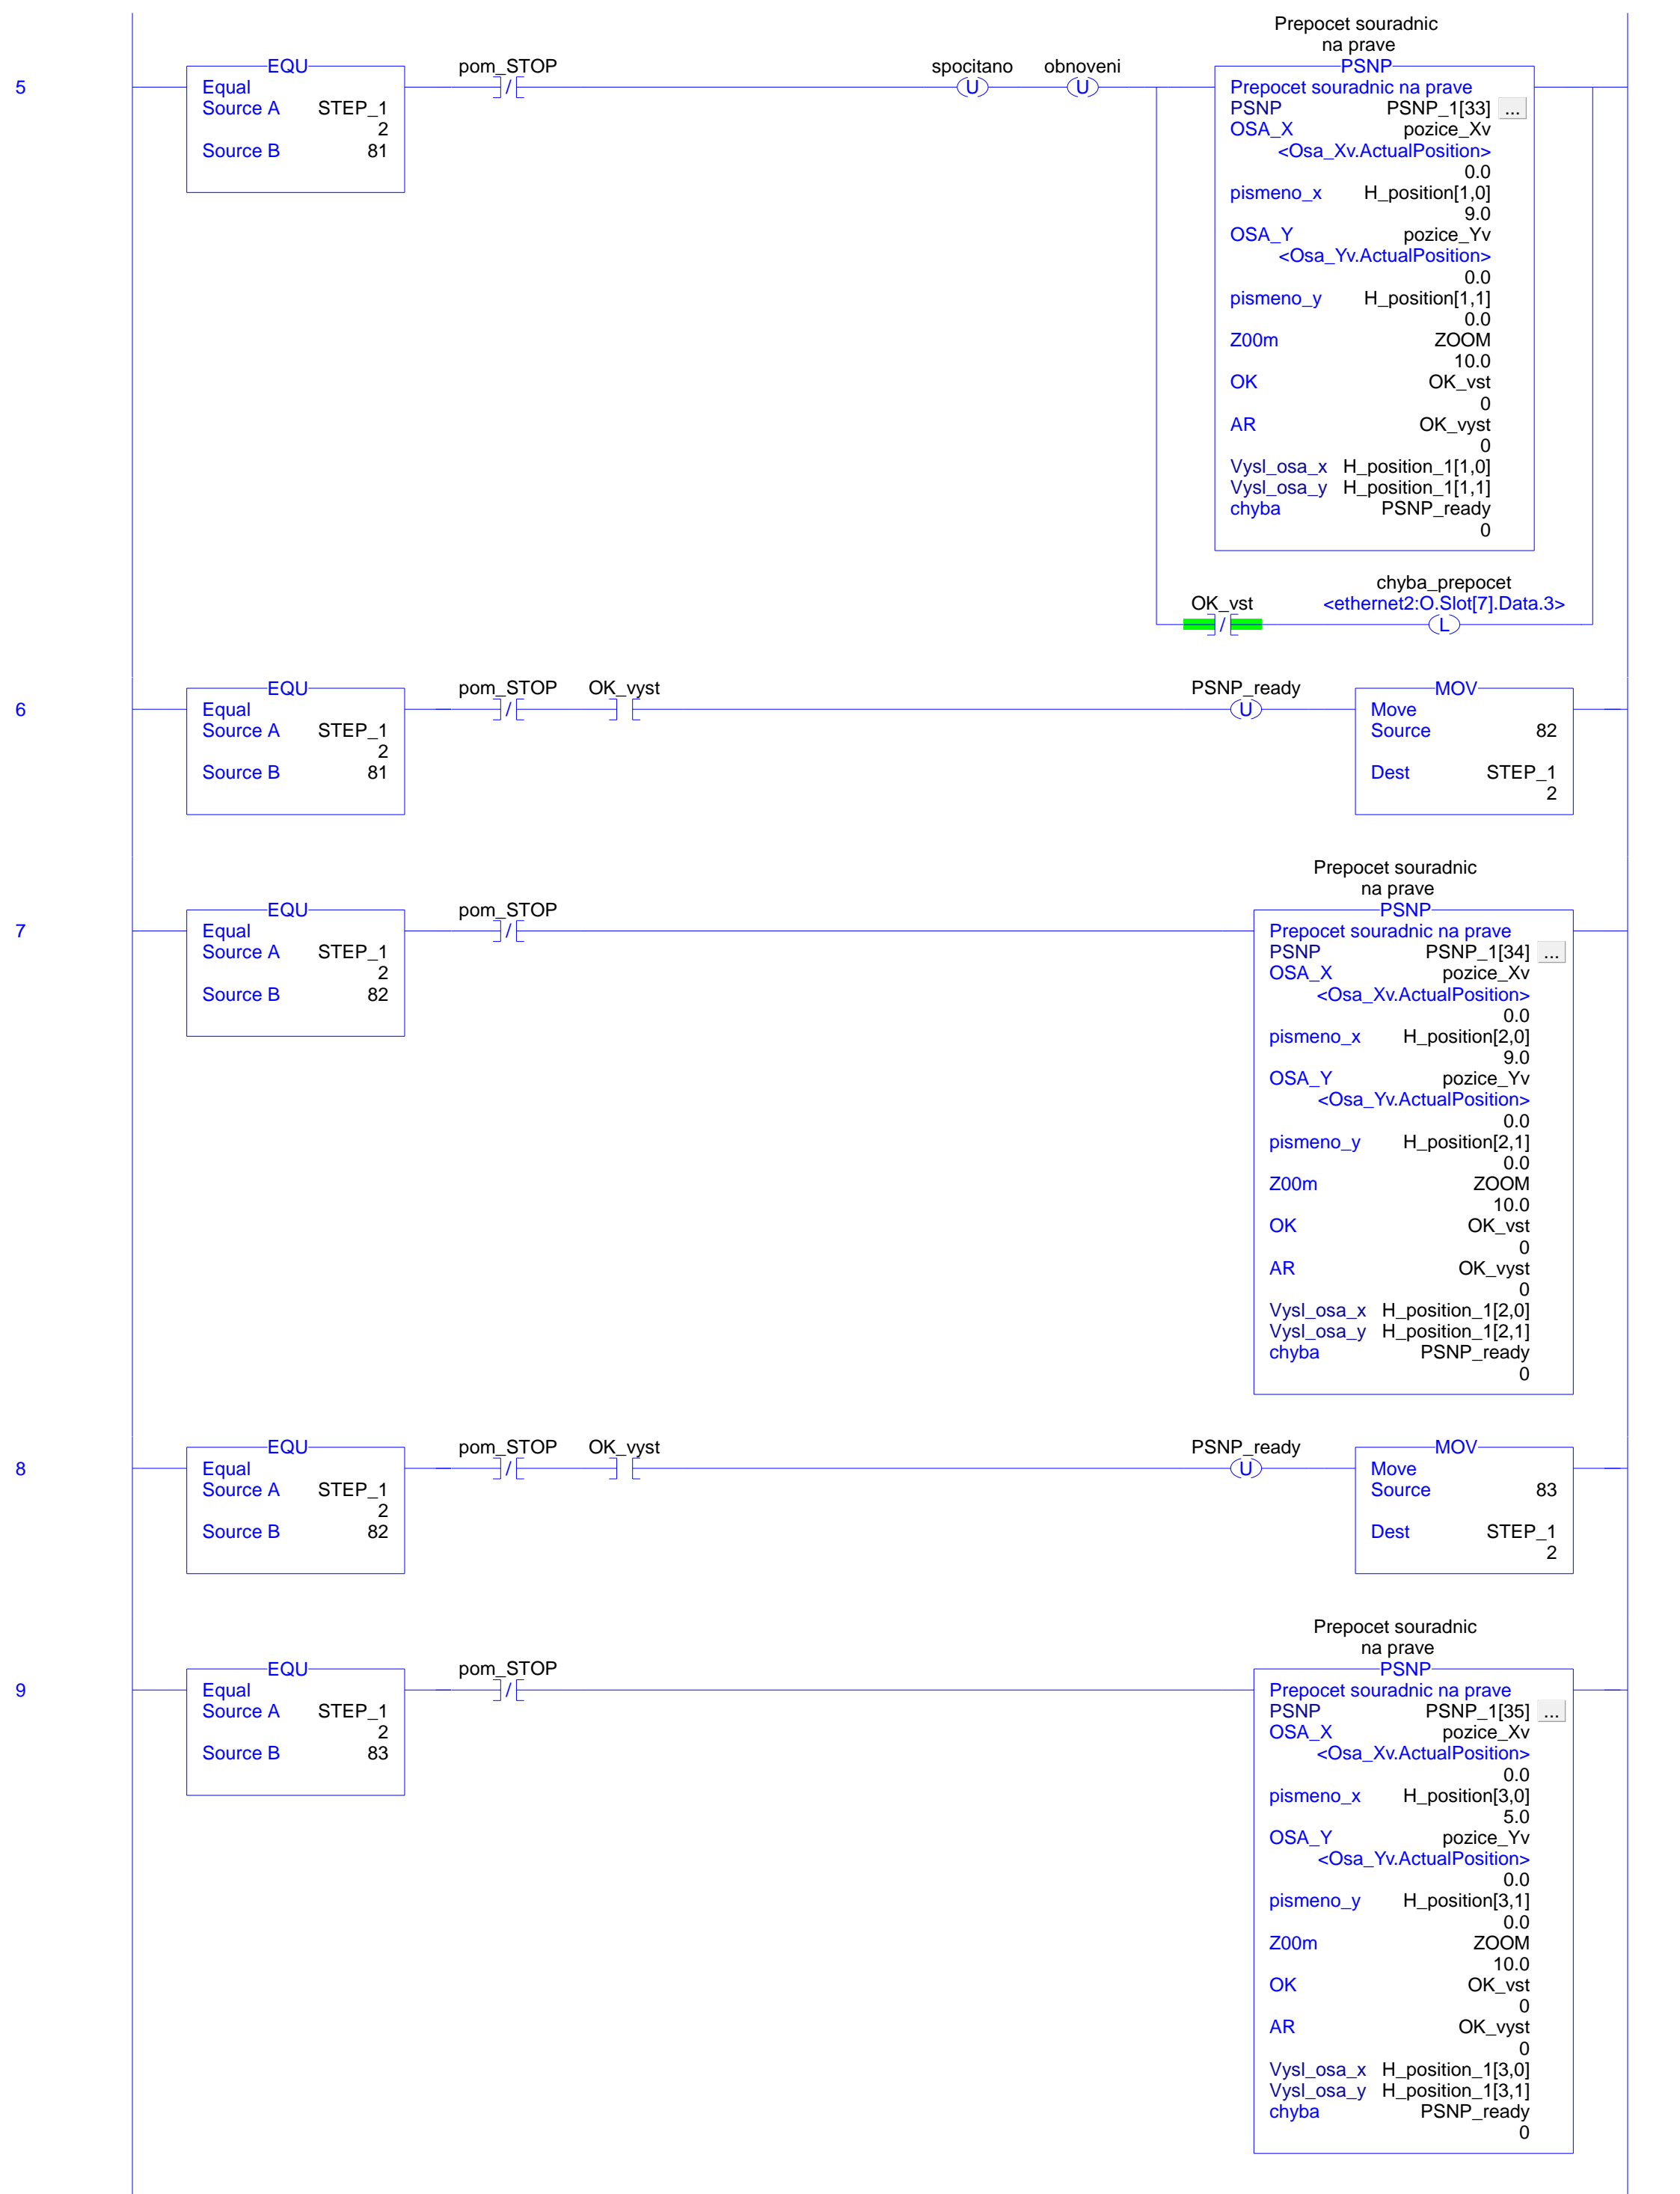 Prepocet souradnic
na prave
5
EQU
Equal
Source A STEP_1
2
Source B 81
pom_STOP
/
spocitano
U
obnoveni
U
PSNP
Prepocet souradnic na prave
PSNP PSNP_1[33] ...
OSA_X pozice_Xv
<Osa_Xv.ActualPosition>
0.0
pismeno_x H_position[1,0]
9.0
OSA_Y pozice_Yv
<Osa_Yv.ActualPosition>
0.0
pismeno_y H_position[1,1]
0.0
Z00m ZOOM
10.0
OK OK_vst
0
AR OK_vyst
0
Vysl_osa_x H_position_1[1,0]
Vysl_osa_y H_position_1[1,1]
chyba PSNP_ready
0
OK_vst
/
chyba_prepocet
<ethernet2:O.Slot[7].Data.3>
L
6
EQU
Equal
Source A STEP_1
2
Source B 81
pom_STOP
/
OK_vyst
PSNP_ready
U
MOV
Move
Source 82
Dest STEP_1
2
Prepocet souradnic
na prave
7
EQU
Equal
Source A STEP_1
2
Source B 82
pom_STOP
/
PSNP
Prepocet souradnic na prave
PSNP PSNP_1[34] ...
OSA_X pozice_Xv
<Osa_Xv.ActualPosition>
0.0
pismeno_x H_position[2,0]
9.0
OSA_Y pozice_Yv
<Osa_Yv.ActualPosition>
0.0
pismeno_y H_position[2,1]
0.0
Z00m ZOOM
10.0
OK OK_vst
0
AR OK_vyst
0
Vysl_osa_x H_position_1[2,0]
Vysl_osa_y H_position_1[2,1]
chyba PSNP_ready
0
8
EQU
Equal
Source A STEP_1
2
Source B 82
pom_STOP
/
OK_vyst
PSNP_ready
U
MOV
Move
Source 83
Dest STEP_1
2
Prepocet souradnic
na prave
9
EQU
Equal
Source A STEP_1
2
Source B 83
pom_STOP
/
PSNP
Prepocet souradnic na prave
PSNP PSNP_1[35] ...
OSA_X pozice_Xv
<Osa_Xv.ActualPosition>
0.0
pismeno_x H_position[3,0]
5.0
OSA_Y pozice_Yv
<Osa_Yv.ActualPosition>
0.0
pismeno_y H_position[3,1]
0.0
Z00m ZOOM
10.0
OK OK_vst
0
AR OK_vyst
0
Vysl_osa_x H_position_1[3,0]
Vysl_osa_y H_position_1[3,1]
chyba PSNP_ready
0